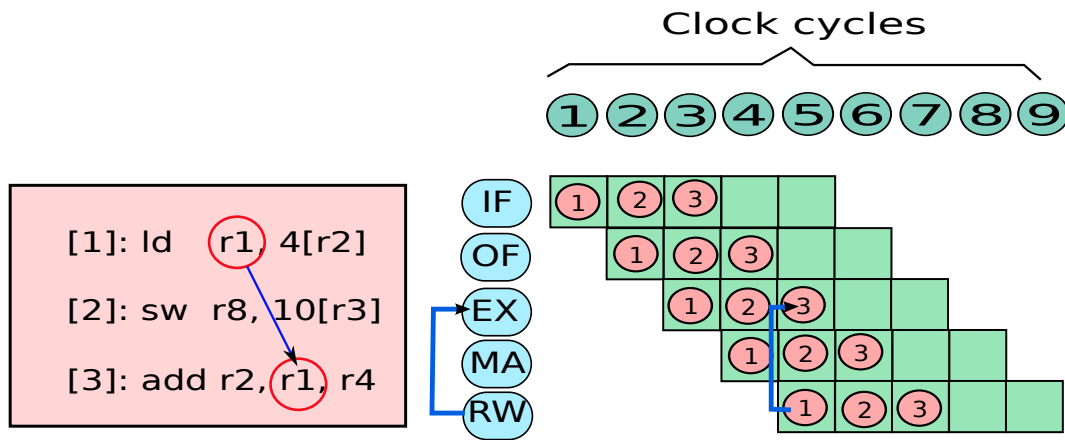 Clock cycles
1 2 3 4 5 6 7 8 9
[1]: ld r1, 4[r2]
[2]: sw r8, 10[r3]
[3]: add r2, r1, r4
IF 1 2 3
OF 1 2 3
EX 1 2 3
MA 1 2 3
RW 1 2 3